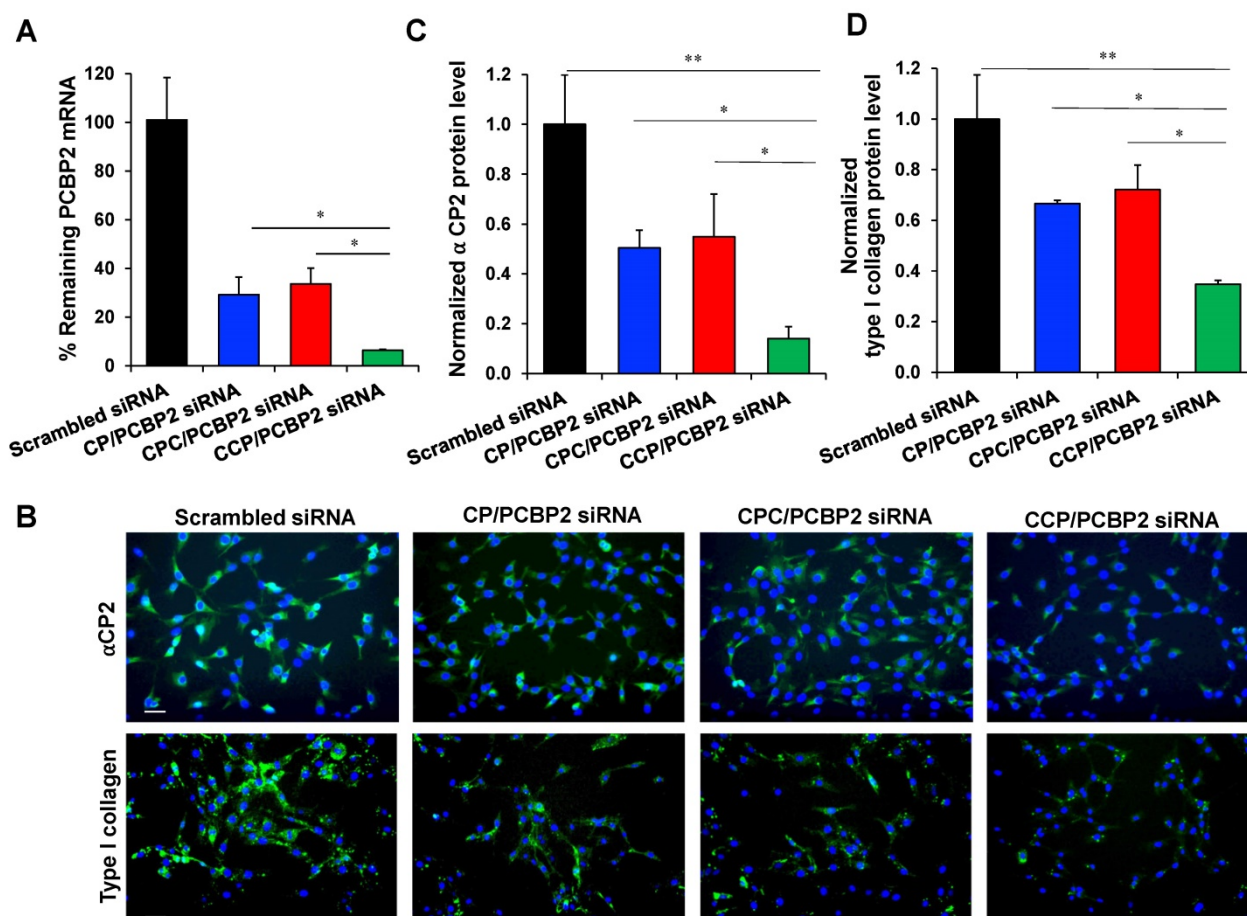 A
% Remaining PCBP2 mRNA
120
100
80
60
40
20
0
*
*
Scrambled siRNA
CP/PCBP2 siRNA
CPC/PCBP2 siRNA
CCP/PCBP2 siRNA
C
Normalized α CP2 protein level
1.2
1.0
0.8
0.6
0.4
0.2
0.0
**
*
*
Scrambled siRNA
CP/PCBP2 siRNA
CPC/PCBP2 siRNA
CCP/PCBP2 siRNA
D
Normalized
type I collagen protein level
1.2
1.0
0.8
0.6
0.4
0.2
0.0
**
*
*
Scrambled siRNA
CP/PCBP2 siRNA
CPC/PCBP2 siRNA
CCP/PCBP2 siRNA
B
Scrambled siRNA
CP/PCBP2 siRNA
CPC/PCBP2 siRNA
CCP/PCBP2 siRNA
αCP2
Type I collagen